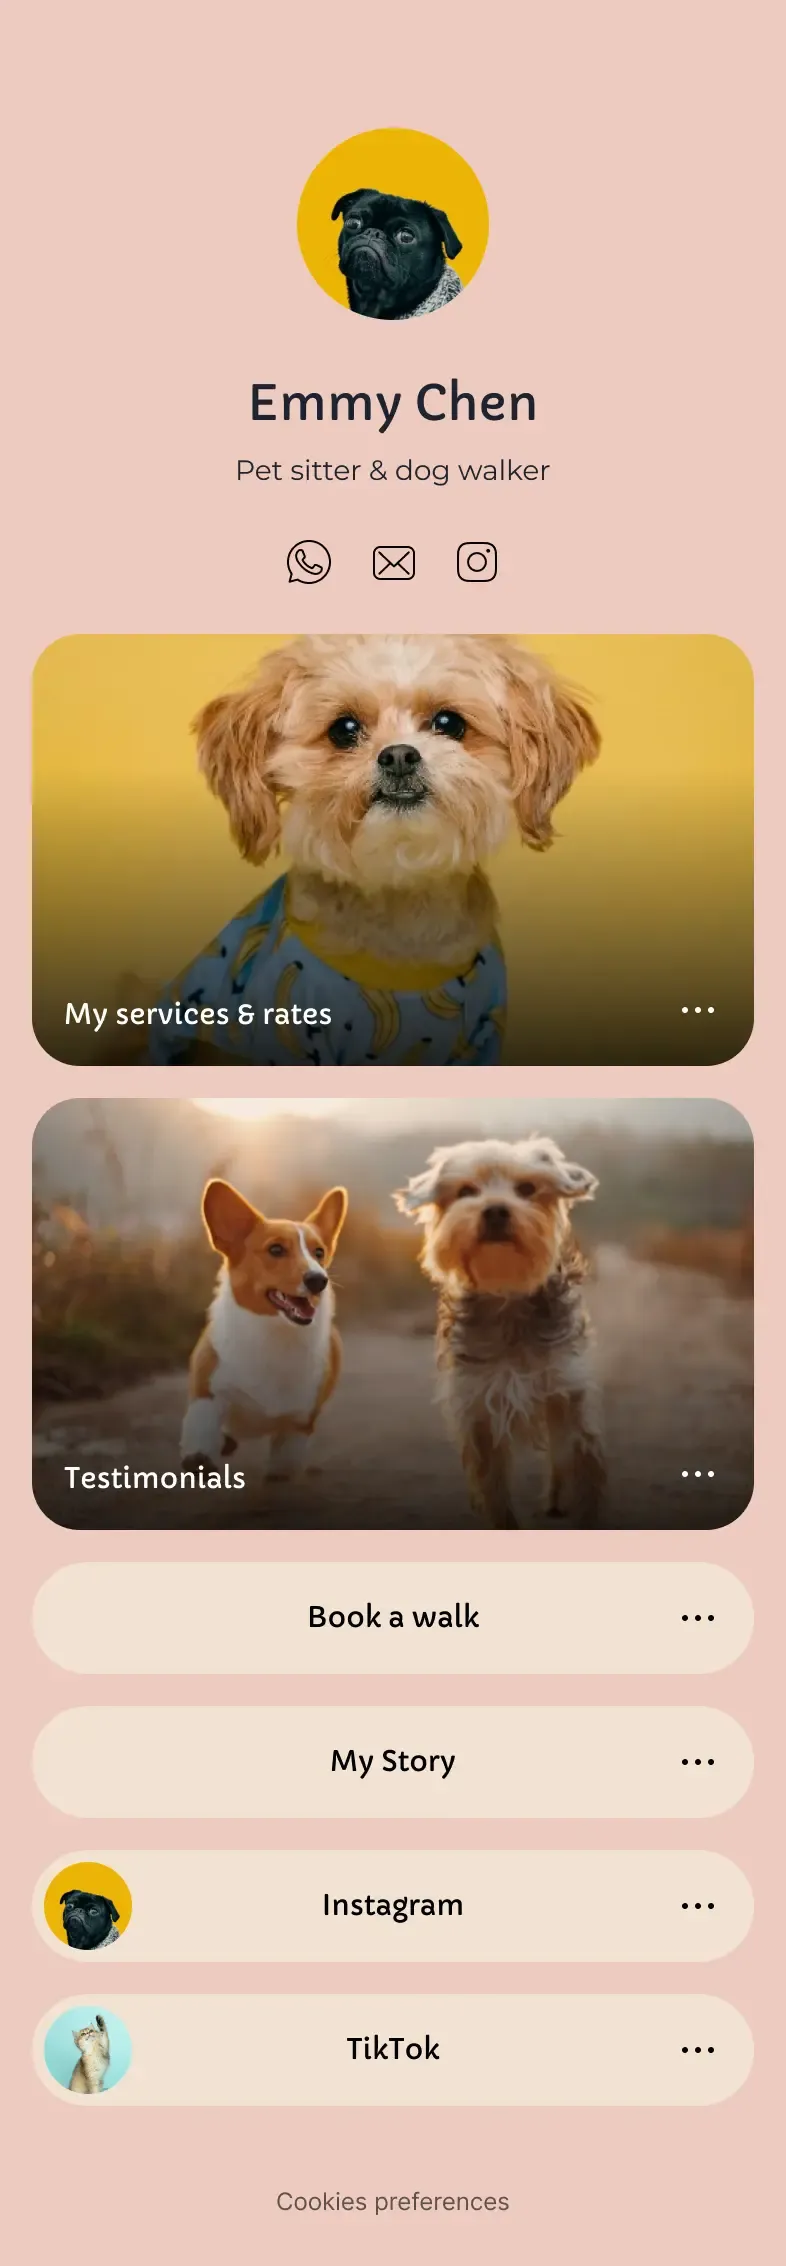 Emmy Chen
Pet sitter & dog walker
My services & rates
Testimonials
Book a walk
My Story
Instagram
TikTok
Cookies preferences